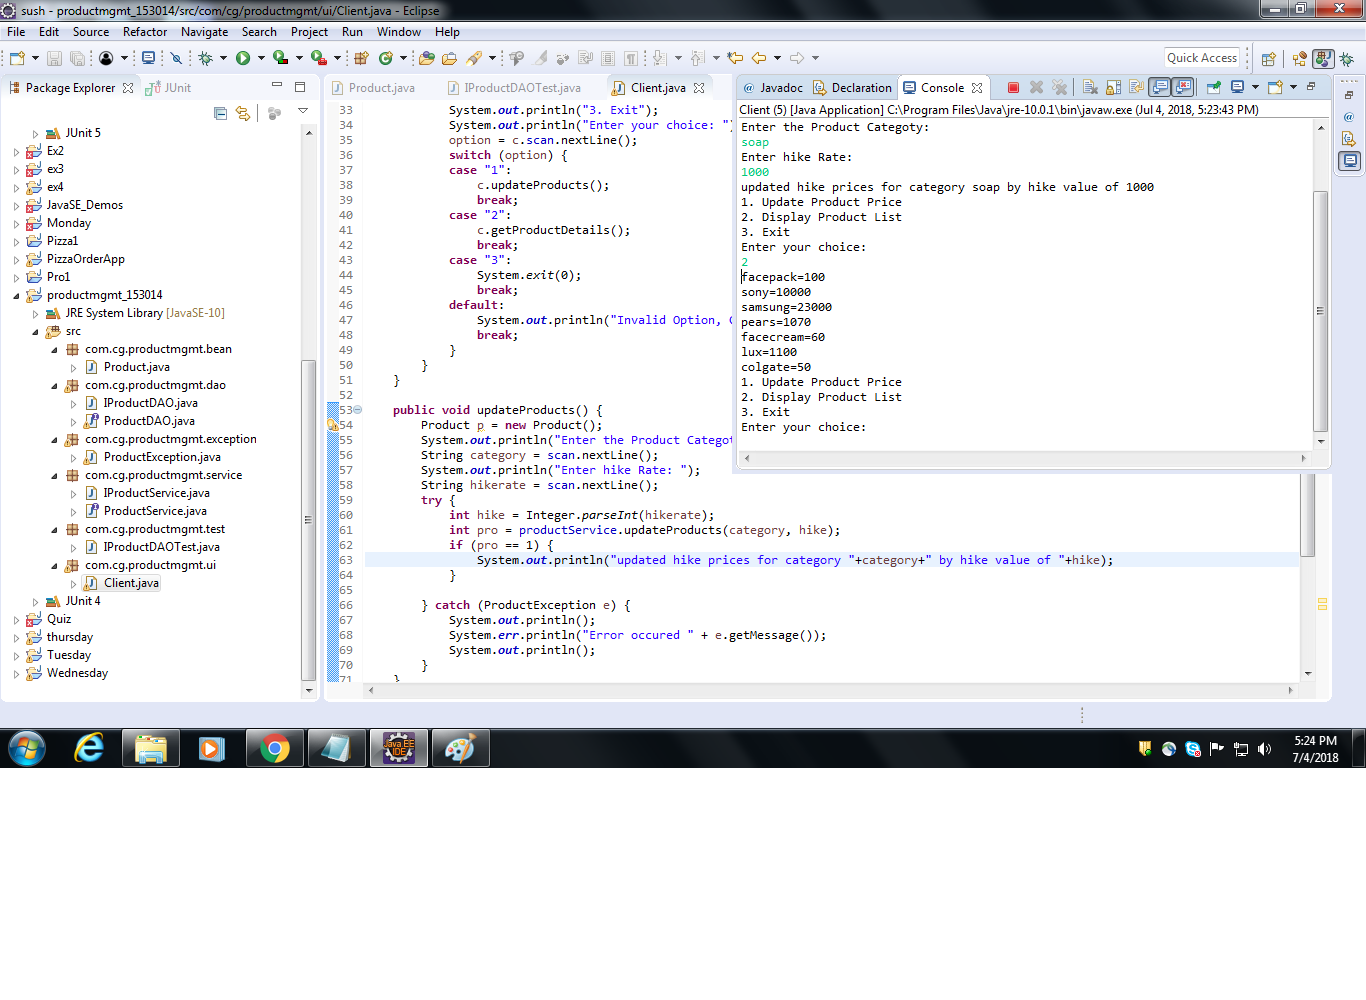 sush - productmgmt_153014/src/com/cg/productmgmt/ui/Client.java - Eclipse
File Edit Source Refactor Navigate Search Project Run Window Help
Quick Access
Package Explorer JUnit
JUnit 5
Ex2
ex3
ex4
JavaSE_Demos
Monday
Pizza1
PizzaOrderApp
Pro1
productmgmt_153014
JRE System Library [JavaSE-10]
src
com.cg.productmgmt.bean
Product.java
com.cg.productmgmt.dao
IProductDAO.java
ProductDAO.java
com.cg.productmgmt.exception
ProductException.java
com.cg.productmgmt.service
IProductService.java
ProductService.java
com.cg.productmgmt.test
IProductDAOTest.java
com.cg.productmgmt.ui
Client.java
JUnit 4
Quiz
thursday
Tuesday
Wednesday
Product.java IProductDAOTest.java Client.java
33 System.out.println("3. Exit");
34 System.out.println("Enter your choice: ")
35 option = c.scan.nextLine();
36 switch (option) {
37 case "1":
38 c.updateProducts();
39 break;
40 case "2":
41 c.getProductDetails();
42 break;
43 case "3":
44 System.exit(0);
45 break;
46 default:
47 System.out.println("Invalid Option,
48 break;
49 }
50 }
51 }
52
53 public void updateProducts() {
54 Product p = new Product();
55 System.out.println("Enter the Product Categot
56 String category = scan.nextLine();
57 System.out.println("Enter hike Rate: ");
58 String hikerate = scan.nextLine();
59 try {
60 int hike = Integer.parseInt(hikerate);
61 int pro = productService.updateProducts(category, hike);
62 if (pro == 1) {
63 System.out.println("updated hike prices for category "+category+" by hike value of "+hike);
64 }
65
66 } catch (ProductException e) {
67 System.out.println();
68 System.err.println("Error occured " + e.getMessage());
69 System.out.println();
70 }
71 }
@ Javadoc Declaration Console
Client (5) [Java Application] C:\Program Files\Java\jre-10.0.1\bin\javaw.exe (Jul 4, 2018, 5:23:43 PM)
Enter the Product Categoty:
soap
Enter hike Rate:
1000
updated hike prices for category soap by hike value of 1000
1. Update Product Price
2. Display Product List
3. Exit
Enter your choice:
2
facepack=100
sony=10000
samsung=23000
pears=1070
facecream=60
lux=1100
colgate=50
1. Update Product Price
2. Display Product List
3. Exit
Enter your choice:
Java EE
IDE
5:24 PM
7/4/2018